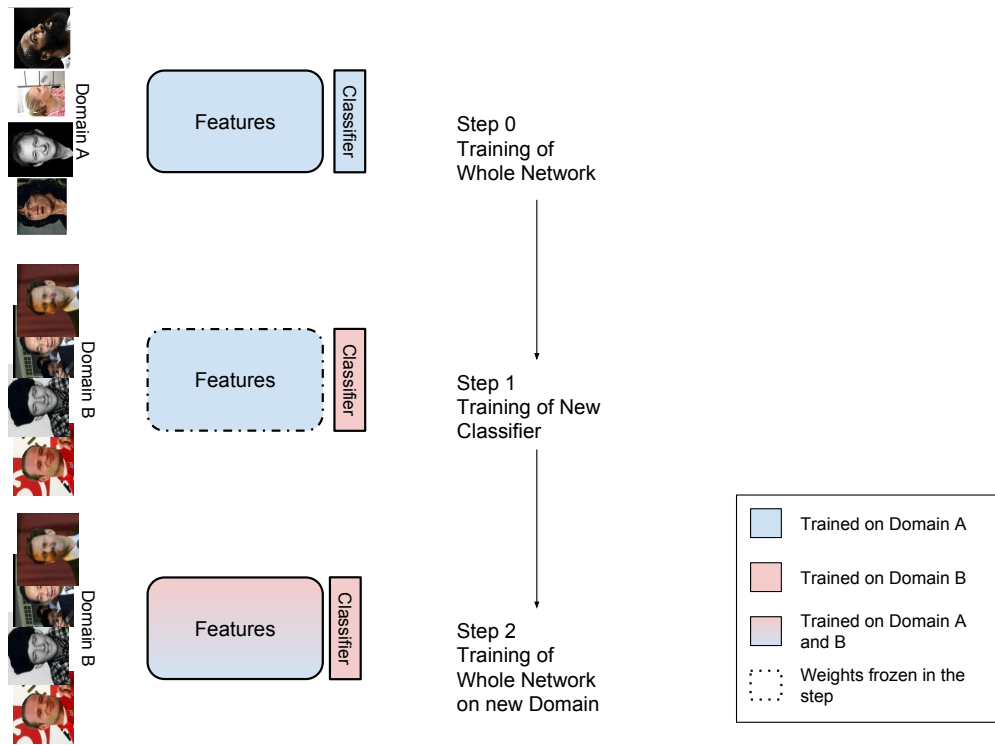 Domain A
Features
Classifier
Step 0
Training of
Whole Network
Domain B
Features
Classifier
Step 1
Training of New
Classifier
Domain B
Features
Classifier
Step 2
Training of
Whole Network
on new Domain
Trained on Domain A
Trained on Domain B
Trained on Domain A
and B
Weights frozen in the
step